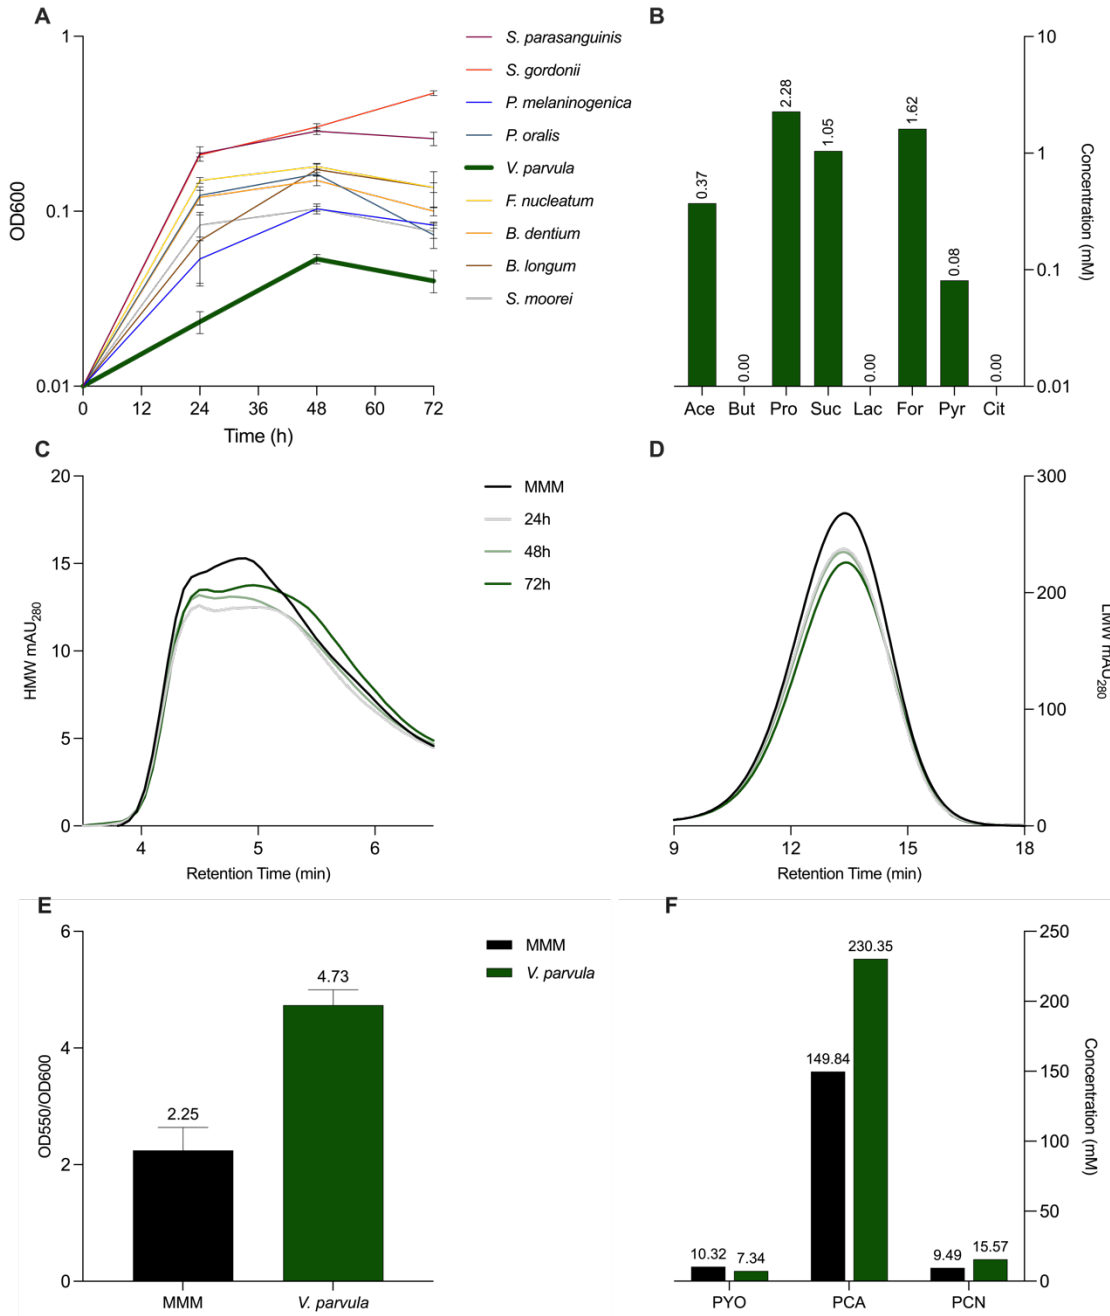 A
1
0.1
0.01
OD600
0
12
24
36
48
60
72
Time (h)
S. parasanguinis
S. gordonii
P. melaninogenica
P. oralis
V. parvula
F. nucleatum
B. dentium
B. longum
S. moorei
B
0.37
0.00
2.28
1.05
0.00
1.62
0.08
0.00
10
1
0.1
0.01
Concentration (mM)
Ace
But
Pro
Suc
Lac
For
Pyr
Cit
C
20
15
10
5
0
HMW mAU280
4
5
6
Retention Time (min)
MMM
24h
48h
72h
D
300
200
100
0
LMW mAU280
9
12
15
18
Retention Time (min)
E
6
4
2
0
OD550/OD600
2.25
4.73
MMM
V. parvula
MMM
V. parvula
F
10.32
7.34
149.84
230.35
9.49
15.57
250
200
150
100
50
0
Concentration (mM)
PYO
PCA
PCN